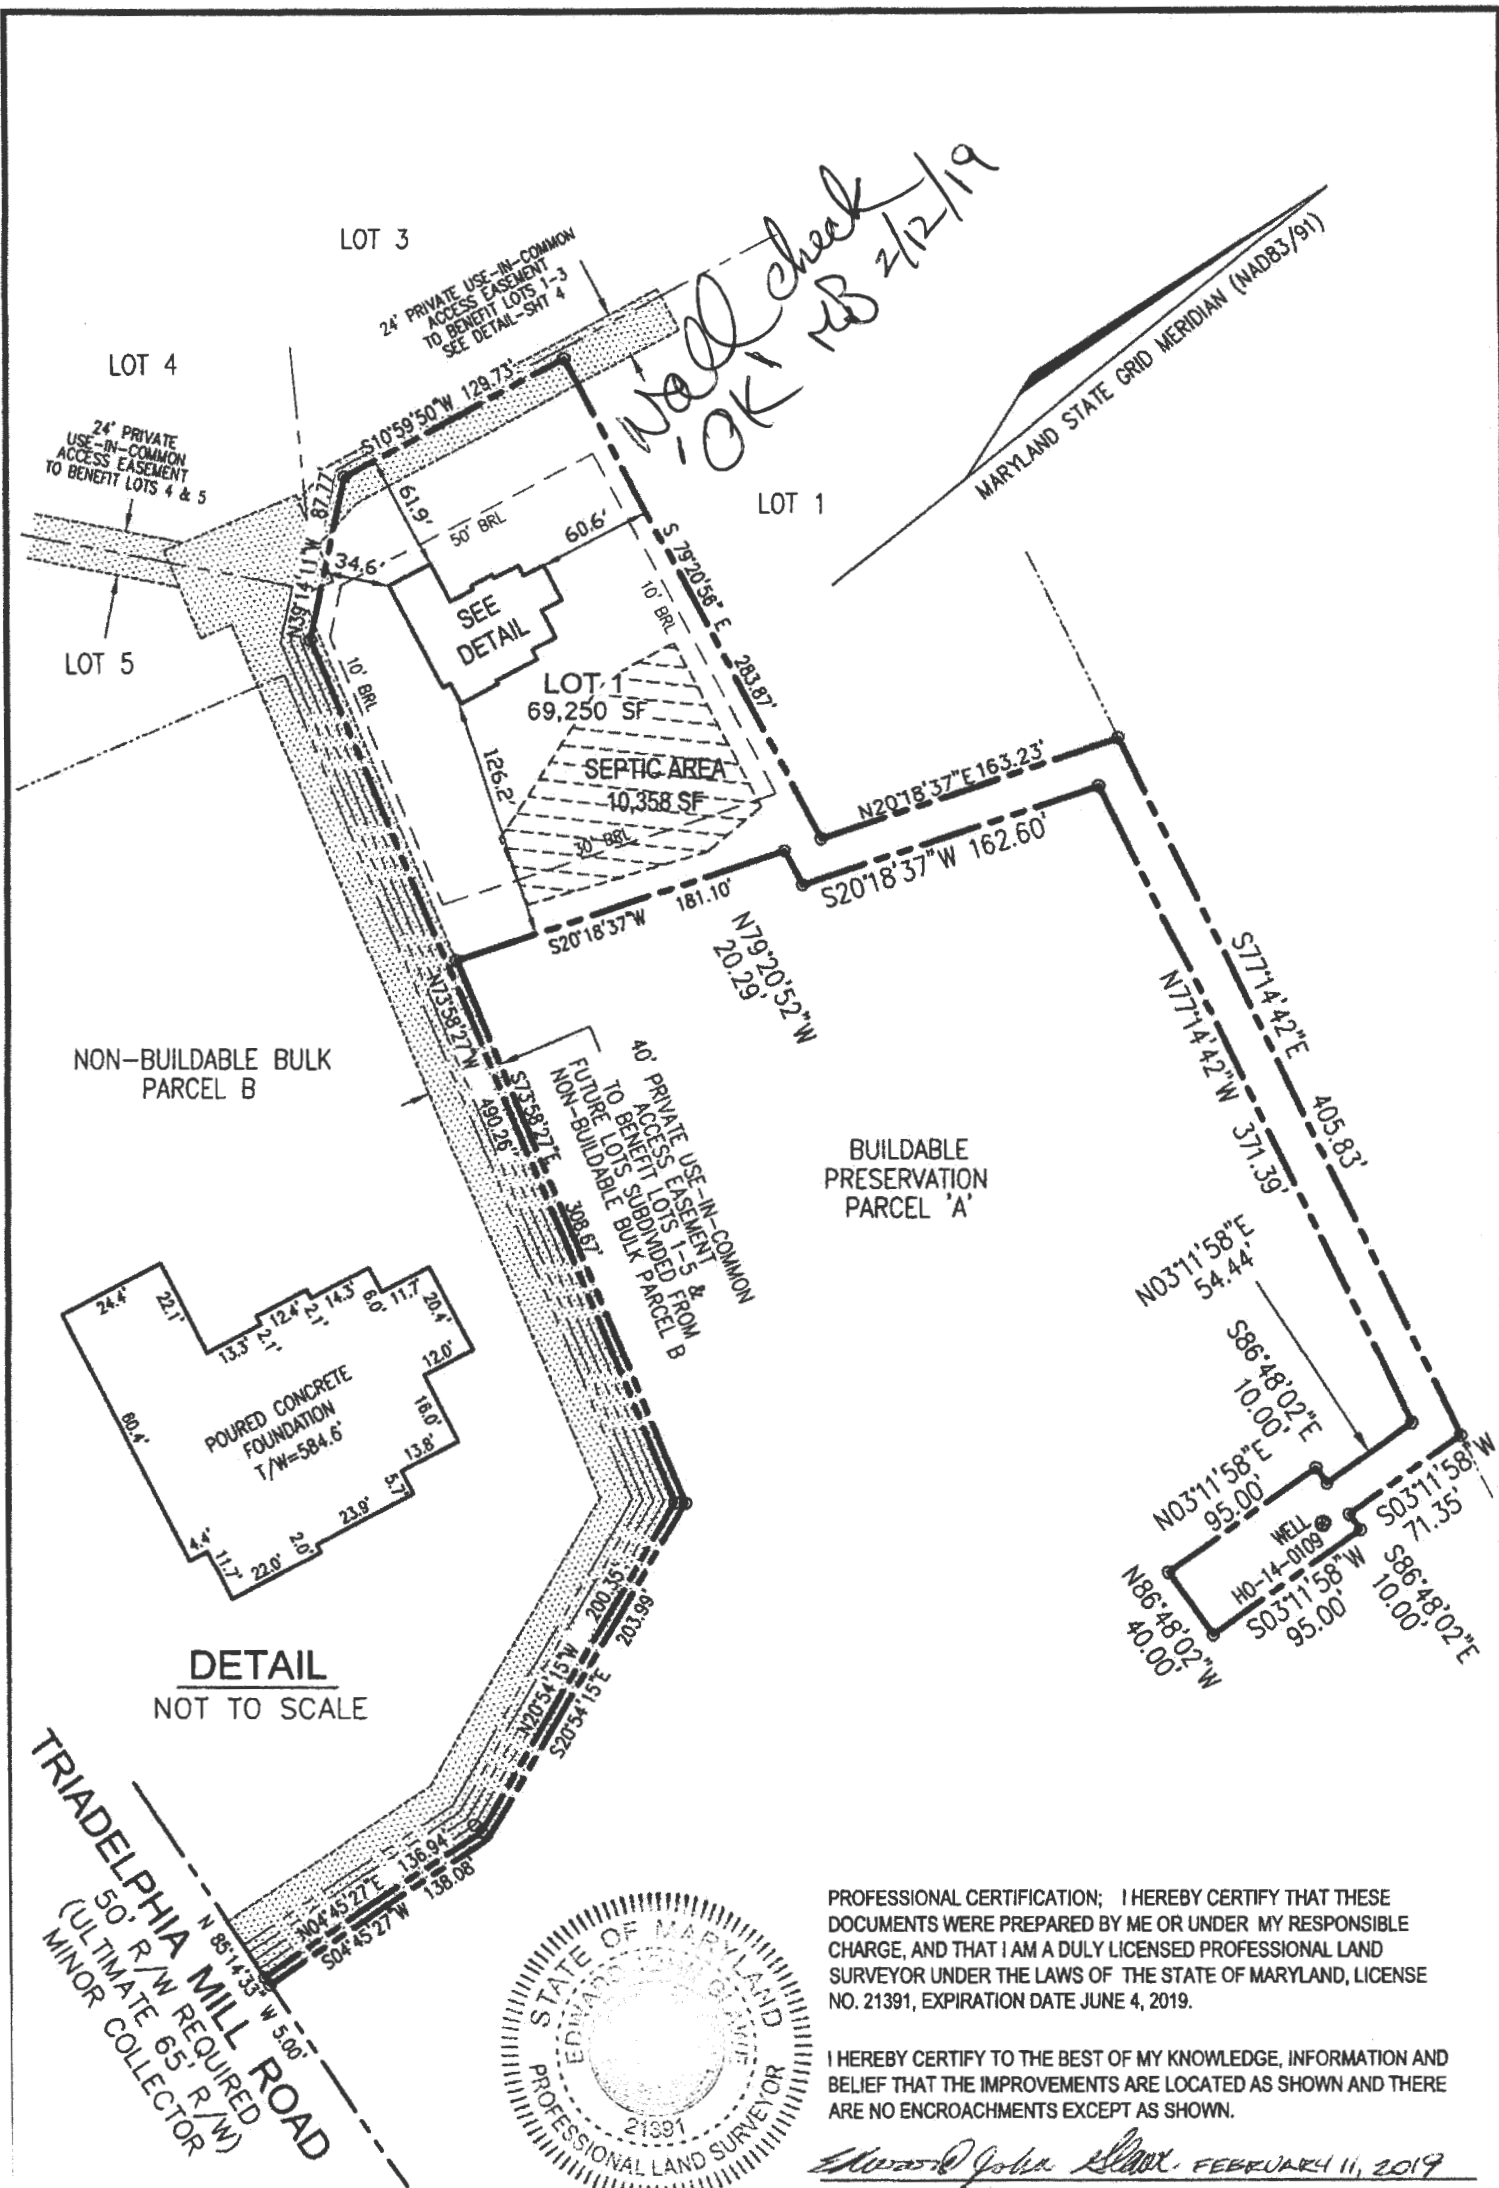 Wall check
"OK" MB 2/12/19
LOT 3
24' PRIVATE USE-IN-COMMON
ACCESS EASEMENT
TO BENEFIT LOTS 1-3
SEE DETAIL-SHT 4
MARYLAND STATE GRID MERIDIAN (NAD83/91)
LOT 4
24' PRIVATE
USE-IN-COMMON
ACCESS EASEMENT
TO BENEFIT LOTS 4 & 5
LOT 5
S10°59'50"W 129.73'
N39°14'11"W 87.77'
61.9'
50' BRL
60.6'
34.6'
LOT 1
S 79°20'56" E 283.87'
10' BRL
SEE
DETAIL
10' BRL
LOT 1
69,250 SF
SEPTIC AREA
10,358 SF
30' BRL
126.2'
N20°18'37"E 163.23'
S20°18'37"W 162.60'
S20°18'37"W 181.10'
N79°20'52"W
20.29'
NON-BUILDABLE BULK
PARCEL B
N73°58'27"W 490.26'
S73°58'27"E 308.67'
40' PRIVATE USE-IN-COMMON
ACCESS EASEMENT
TO BENEFIT LOTS 1-5 &
FUTURE LOTS SUBDIVIDED FROM
NON-BUILDABLE BULK PARCEL B
BUILDABLE
PRESERVATION
PARCEL 'A'
S77°14'42"E 405.83'
N77°14'42"W 371.39'
N03°11'58"E
54.44'
S86°48'02"E
10.00'
N03°11'58"E
95.00'
WELL
HO-14-0109
S03°11'58"W
71.35'
S86°48'02"E
10.00'
S03°11'58"W
95.00'
N86°48'02"W
40.00'
24.4'
22.1'
13.3'
2.1'
12.4'
2.1'
14.3'
6.0'
11.7'
20.4'
12.0'
16.0'
13.8'
5.7'
23.9'
2.0'
22.0'
11.7'
4.4'
60.4'
POURED CONCRETE
FOUNDATION
T/W=584.6'
DETAIL
NOT TO SCALE
N20°54'15"W 200.35'
S20°54'15"E 203.99'
N04°45'27"E 136.94'
S04°45'27"W 138.08'
N 85°14'33" W 5.00'
TRIADELPHIA MILL ROAD
50' R/W REQUIRED
(ULTIMATE 65' R/W)
MINOR COLLECTOR
STATE OF MARYLAND
EDWARD JOHN
21391
PROFESSIONAL LAND SURVEYOR
PROFESSIONAL CERTIFICATION; I HEREBY CERTIFY THAT THESE
DOCUMENTS WERE PREPARED BY ME OR UNDER MY RESPONSIBLE
CHARGE, AND THAT I AM A DULY LICENSED PROFESSIONAL LAND
SURVEYOR UNDER THE LAWS OF THE STATE OF MARYLAND, LICENSE
NO. 21391, EXPIRATION DATE JUNE 4, 2019.
I HEREBY CERTIFY TO THE BEST OF MY KNOWLEDGE, INFORMATION AND
BELIEF THAT THE IMPROVEMENTS ARE LOCATED AS SHOWN AND THERE
ARE NO ENCROACHMENTS EXCEPT AS SHOWN.
Edward John FEBRUARY 11, 2019